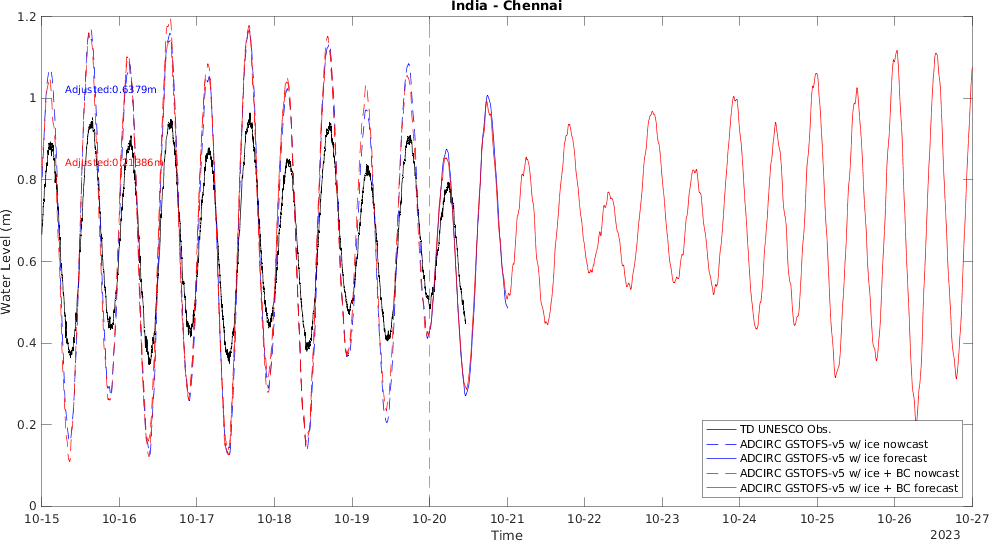 India - Chennai
1.2
1
0.8
0.6
0.4
0.2
0
Water Level (m)
Adjusted:0.6379m
Adjusted:0.21386m
TD UNESCO Obs.
ADCIRC GSTOFS-v5 w/ ice nowcast
ADCIRC GSTOFS-v5 w/ ice forecast
ADCIRC GSTOFS-v5 w/ ice + BC nowcast
ADCIRC GSTOFS-v5 w/ ice + BC forecast
10-15 10-16 10-17 10-18 10-19 10-20 10-21 10-22 10-23 10-24 10-25 10-26 10-27
Time
2023